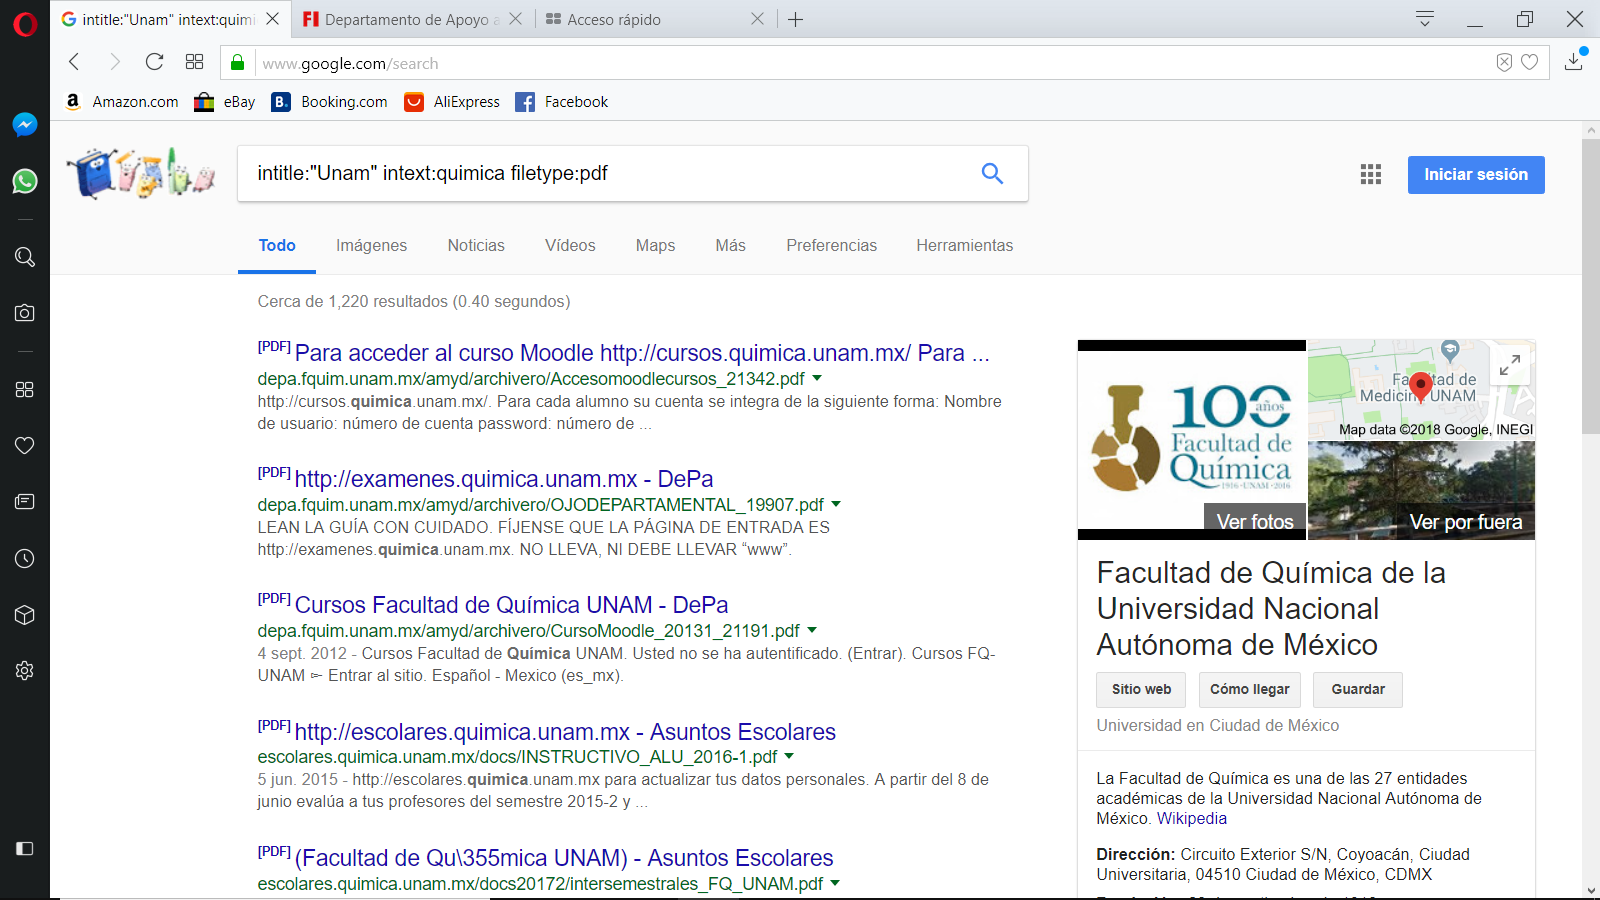 intitle:"Unam" intext:quimi
Departamento de Apoyo a
Acceso rápido
www.google.com/search
Amazon.com
eBay
Booking.com
AliExpress
Facebook
intitle:"Unam" intext:quimica filetype:pdf
Iniciar sesión
Todo
Imágenes
Noticias
Vídeos
Maps
Más
Preferencias
Herramientas
Cerca de 1,220 resultados (0.40 segundos)
[PDF] Para acceder al curso Moodle http://cursos.quimica.unam.mx/ Para ...
depa.fquim.unam.mx/amyd/archivero/Accesomoodlecursos_21342.pdf
http://cursos.quimica.unam.mx/. Para cada alumno su cuenta se integra de la siguiente forma: Nombre
de usuario: número de cuenta password: número de ...
[PDF] http://examenes.quimica.unam.mx - DePa
depa.fquim.unam.mx/amyd/archivero/OJODEPARTAMENTAL_19907.pdf
LEAN LA GUÍA CON CUIDADO. FÍJENSE QUE LA PÁGINA DE ENTRADA ES
http://examenes.quimica.unam.mx. NO LLEVA, NI DEBE LLEVAR “www”.
[PDF] Cursos Facultad de Química UNAM - DePa
depa.fquim.unam.mx/amyd/archivero/CursoMoodle_20131_21191.pdf
4 sept. 2012 - Cursos Facultad de Química UNAM. Usted no se ha autentificado. (Entrar). Cursos FQ-
UNAM ► Entrar al sitio. Español - Mexico (es_mx).
[PDF] http://escolares.quimica.unam.mx - Asuntos Escolares
escolares.quimica.unam.mx/docs/INSTRUCTIVO_ALU_2016-1.pdf
5 jun. 2015 - http://escolares.quimica.unam.mx para actualizar tus datos personales. A partir del 8 de
junio evalúa a tus profesores del semestre 2015-2 y ...
[PDF] (Facultad de Qu\355mica UNAM) - Asuntos Escolares
escolares.quimica.unam.mx/docs20172/intersemestrales_FQ_UNAM.pdf
100
años
Facultad de
Química
1916 • UNAM • 2016
Ver fotos
Facultad de
Medicina UNAM
Map data ©2018 Google, INEGI
Ver por fuera
Facultad de Química de la
Universidad Nacional
Autónoma de México
Sitio web
Cómo llegar
Guardar
Universidad en Ciudad de México
La Facultad de Química es una de las 27 entidades
académicas de la Universidad Nacional Autónoma de
México. Wikipedia
Dirección: Circuito Exterior S/N, Coyoacán, Ciudad
Universitaria, 04510 Ciudad de México, CDMX